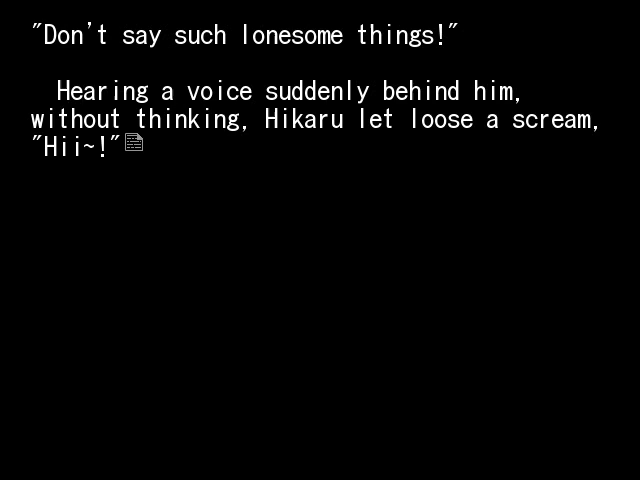 "Don't say such lonesome things!"
Hearing a voice suddenly behind him,
without thinking, Hikaru let loose a scream,
"Hii~!"